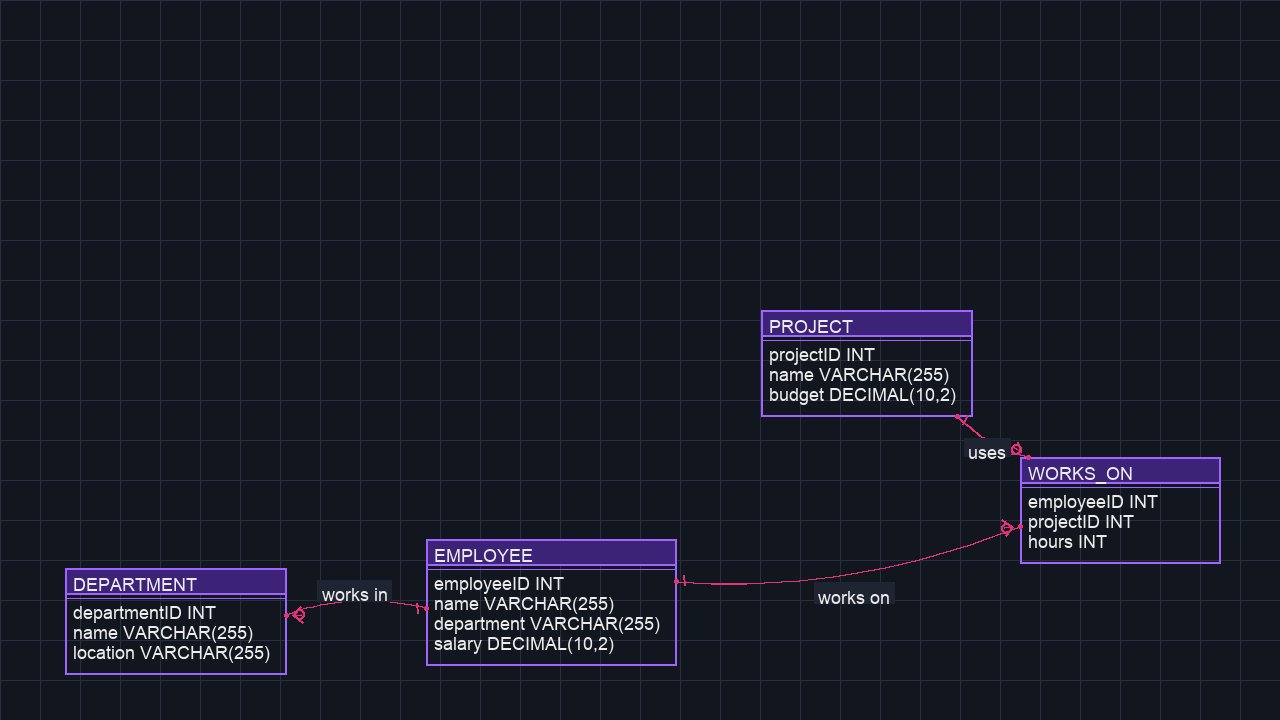 PROJECT
projectID INT
name VARCHAR(255)
budget DECIMAL(10,2)
uses
WORKS_ON
employeeID INT
projectID INT
hours INT
EMPLOYEE
employeeID INT
name VARCHAR(255)
department VARCHAR(255)
salary DECIMAL(10,2)
works on
DEPARTMENT
departmentID INT
name VARCHAR(255)
location VARCHAR(255)
works in